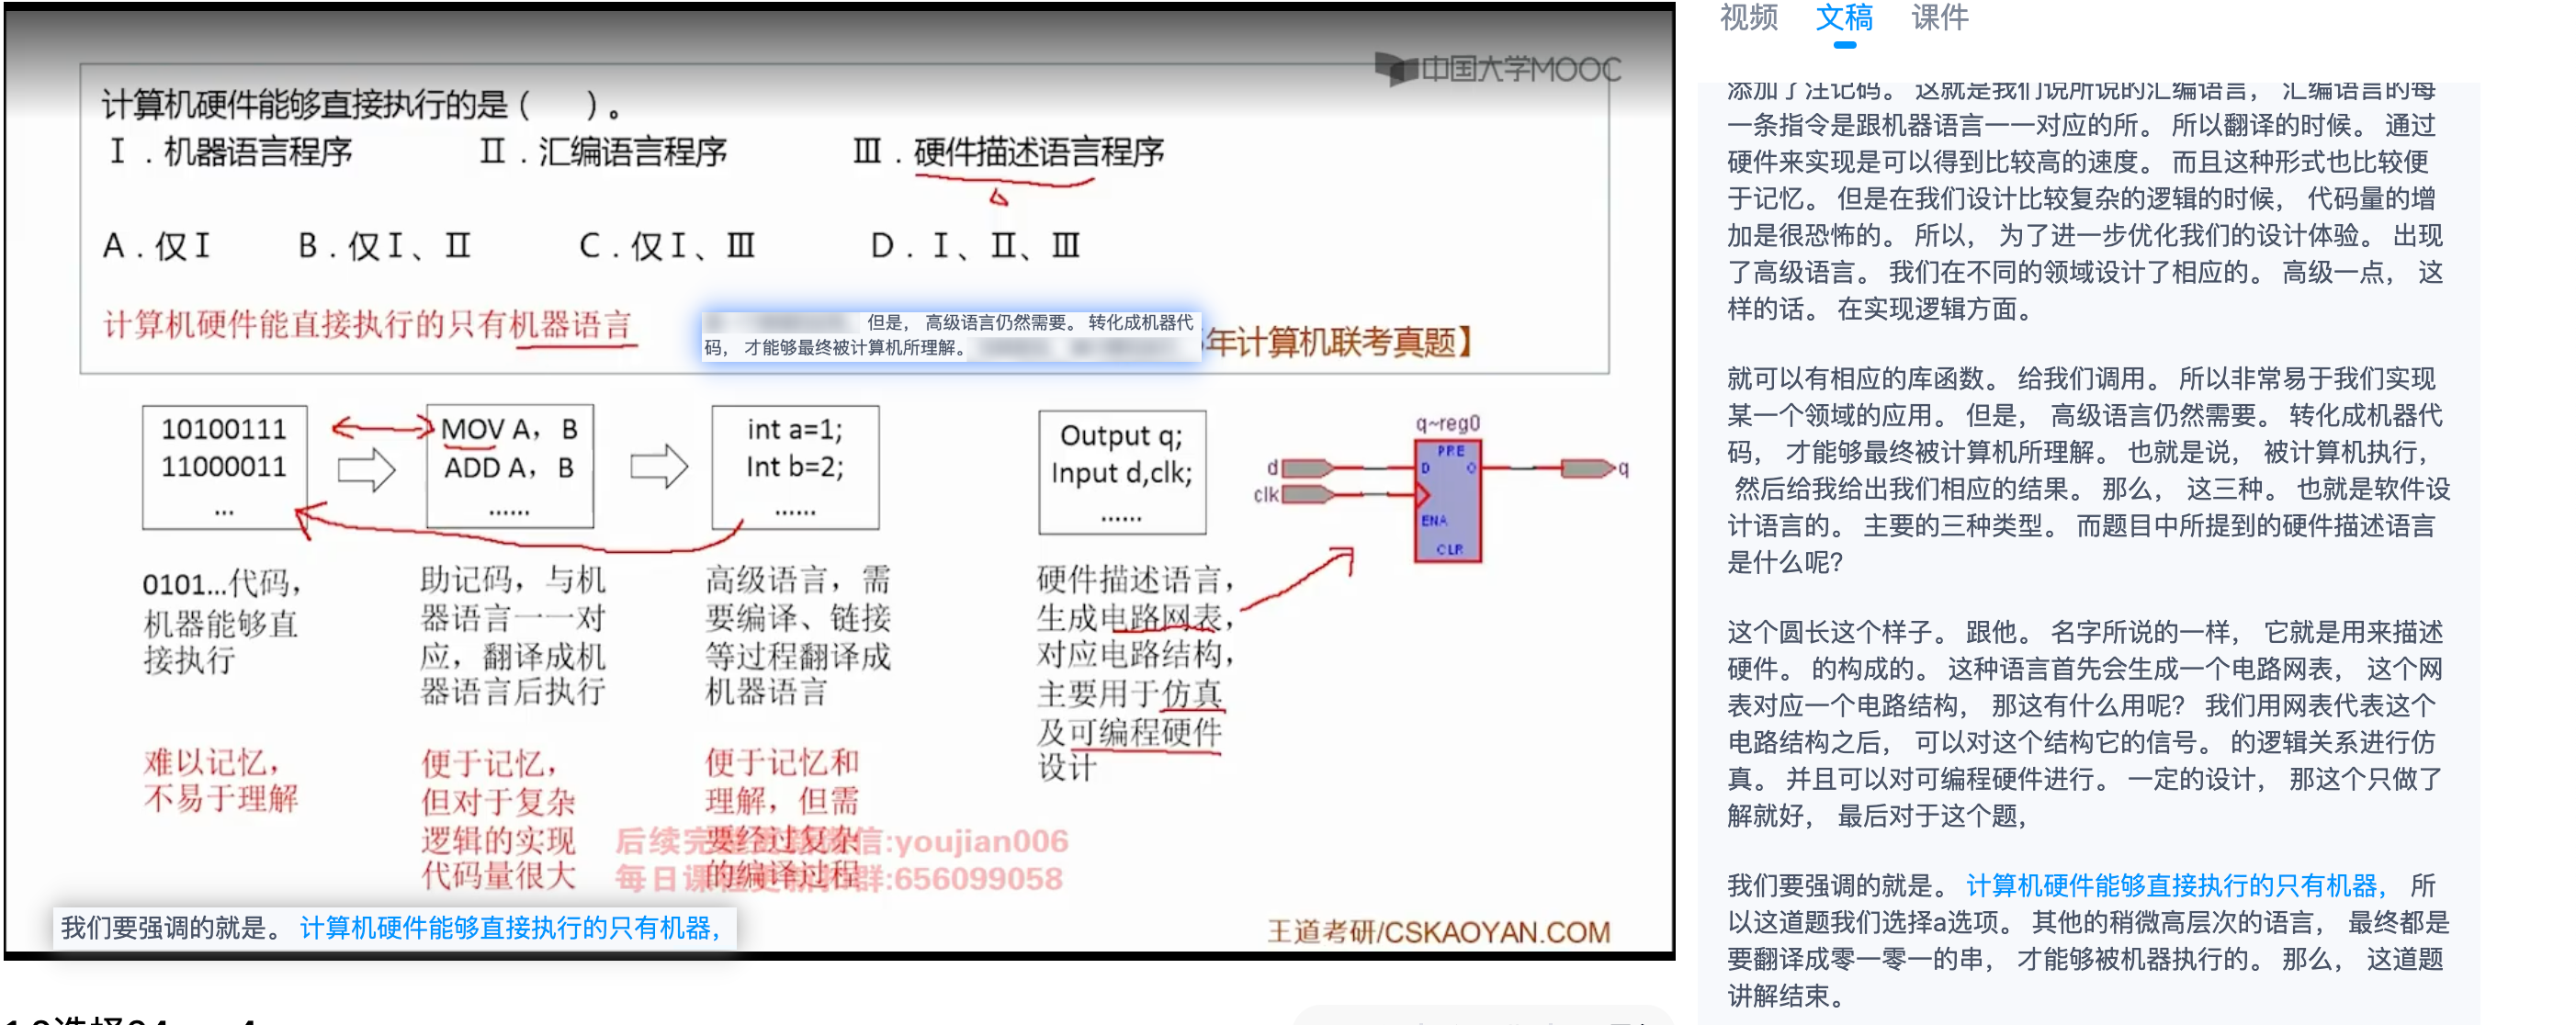 中国大学MOOC
计算机硬件能够直接执行的是（　　）。
Ⅰ．机器语言程序　Ⅱ．汇编语言程序　Ⅲ．硬件描述语言程序
A．仅Ⅰ　B．仅Ⅰ、Ⅱ　C．仅Ⅰ、Ⅲ　D．Ⅰ、Ⅱ、Ⅲ
计算机硬件能直接执行的只有机器语言
但是， 高级语言仍然需要。 转化成机器代
码， 才能够最终被计算机所理解。
年计算机联考真题】
10100111
11000011
...
MOV A， B
ADD A， B
......
int a=1;
Int b=2;
......
Output q;
Input d,clk;
......
q~reg0
PRE
d
D
Q
q
clk
ENA
CLR
0101...代码，
机器能够直
接执行
助记码，与机
器语言一一对
应，翻译成机
器语言后执行
高级语言，需
要编译、链接
等过程翻译成
机器语言
硬件描述语言，
生成电路网表，
对应电路结构，
主要用于仿真
及可编程硬件
设计
难以记忆，
不易于理解
便于记忆，
但对于复杂
逻辑的实现
代码量很大
便于记忆和
理解，但需
要经过复杂
的编译过程
后续完 信:youjian006
每日课 群:656099058
我们要强调的就是。 计算机硬件能够直接执行的只有机器，
王道考研/CSKAOYAN.COM
视频　文稿　课件
添加了注记码。 这就是我们说所说的汇编语言， 汇编语言的每
一条指令是跟机器语言一一对应的所。 所以翻译的时候。 通过
硬件来实现是可以得到比较高的速度。 而且这种形式也比较便
于记忆。 但是在我们设计比较复杂的逻辑的时候， 代码量的增
加是很恐怖的。 所以， 为了进一步优化我们的设计体验。 出现
了高级语言。 我们在不同的领域设计了相应的。 高级一点， 这
样的话。 在实现逻辑方面。
就可以有相应的库函数。 给我们调用。 所以非常易于我们实现
某一个领域的应用。 但是， 高级语言仍然需要。 转化成机器代
码， 才能够最终被计算机所理解。 也就是说， 被计算机执行，
然后给我给出我们相应的结果。 那么， 这三种。 也就是软件设
计语言的。 主要的三种类型。 而题目中所提到的硬件描述语言
是什么呢?
这个圆长这个样子。 跟他。 名字所说的一样， 它就是用来描述
硬件。 的构成的。 这种语言首先会生成一个电路网表， 这个网
表对应一个电路结构， 那这有什么用呢? 我们用网表代表这个
电路结构之后， 可以对这个结构它的信号。 的逻辑关系进行仿
真。 并且可以对可编程硬件进行。 一定的设计， 那这个只做了
解就好， 最后对于这个题，
我们要强调的就是。 计算机硬件能够直接执行的只有机器， 所
以这道题我们选择a选项。 其他的稍微高层次的语言， 最终都是
要翻译成零一零一的串， 才能够被机器执行的。 那么， 这道题
讲解结束。